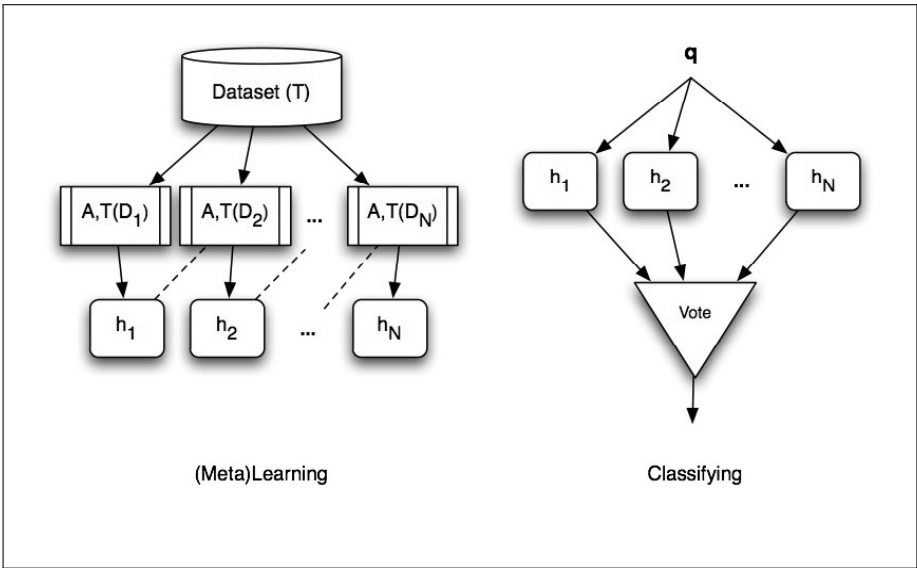 Dataset (T)
A,T(D1) A,T(D2) ... A,T(DN)
h1 h2 ... hN
(Meta)Learning
q
h1 h2 ... hN
Vote
Classifying